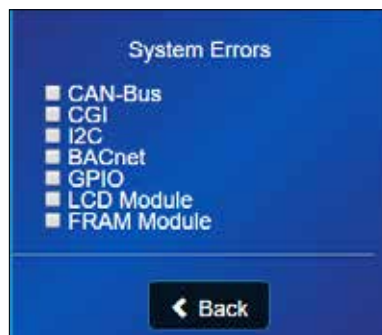 System Errors
CAN-Bus
CGI
I2C
BACnet
GPIO
LCD Module
FRAM Module
Back